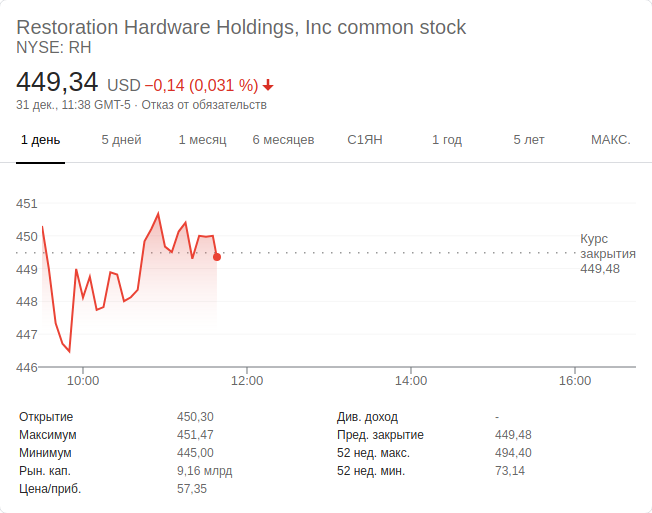 Restoration Hardware Holdings, Inc common stock
NYSE: RH
449,34 USD −0,14 (0,031 %)
31 дек., 11:38 GMT-5 · Отказ от обязательств
1 день 5 дней 1 месяц 6 месяцев С1ЯН 1 год 5 лет МАКС.
451
450
449
448
447
446
Курс
закрытия
449,48
10:00 12:00 14:00 16:00
Открытие 450,30 Див. доход -
Максимум 451,47 Пред. закрытие 449,48
Минимум 445,00 52 нед. макс. 494,40
Рын. кап. 9,16 млрд 52 нед. мин. 73,14
Цена/приб. 57,35